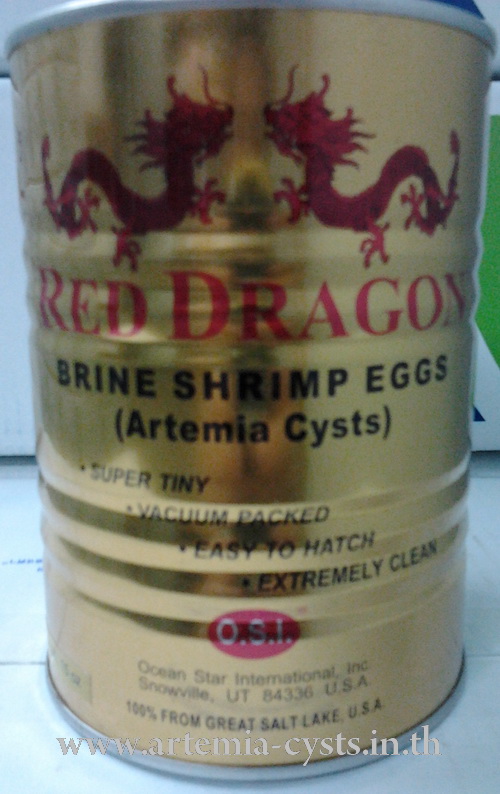 RED DRAGON
BRINE SHRIMP EGGS
(Artemia Cysts)
• SUPER TINY
• VACUUM PACKED
• EASY TO HATCH
• EXTREMELY CLEAN
O.S.I.
Ocean Star International, Inc
Snowville, UT 84336 U.S.A.
100% FROM GREAT SALT LAKE, U.S.A.
www.artemia-cysts.in.th